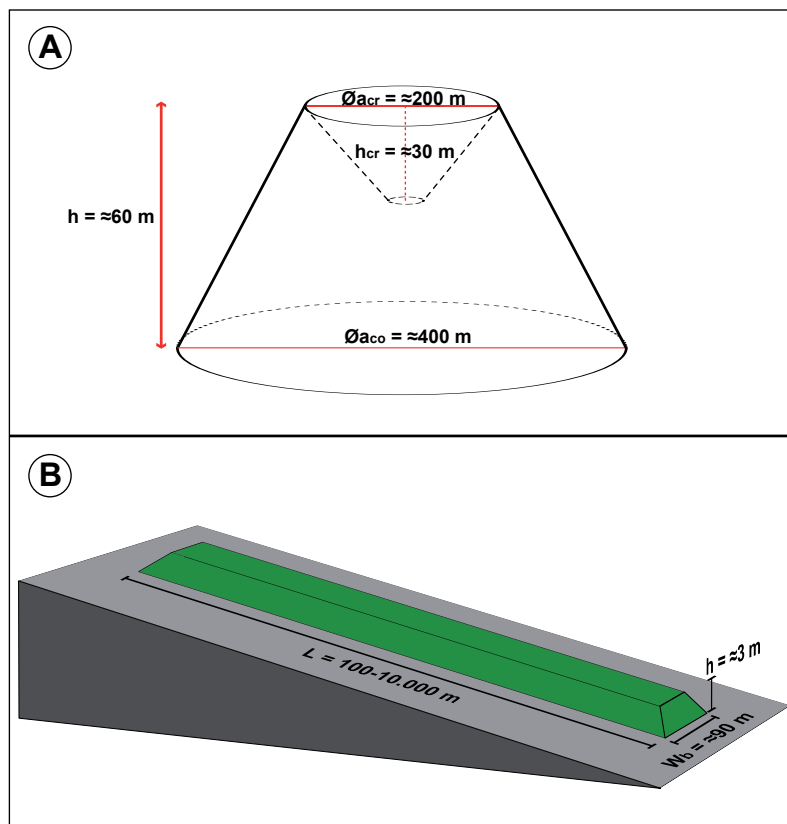 A
Øacr = ≈200 m
hcr = ≈30 m
h = ≈60 m
Øaco = ≈400 m
B
L = 100-10.000 m
h = ≈3 m
Wb = ≈90 m